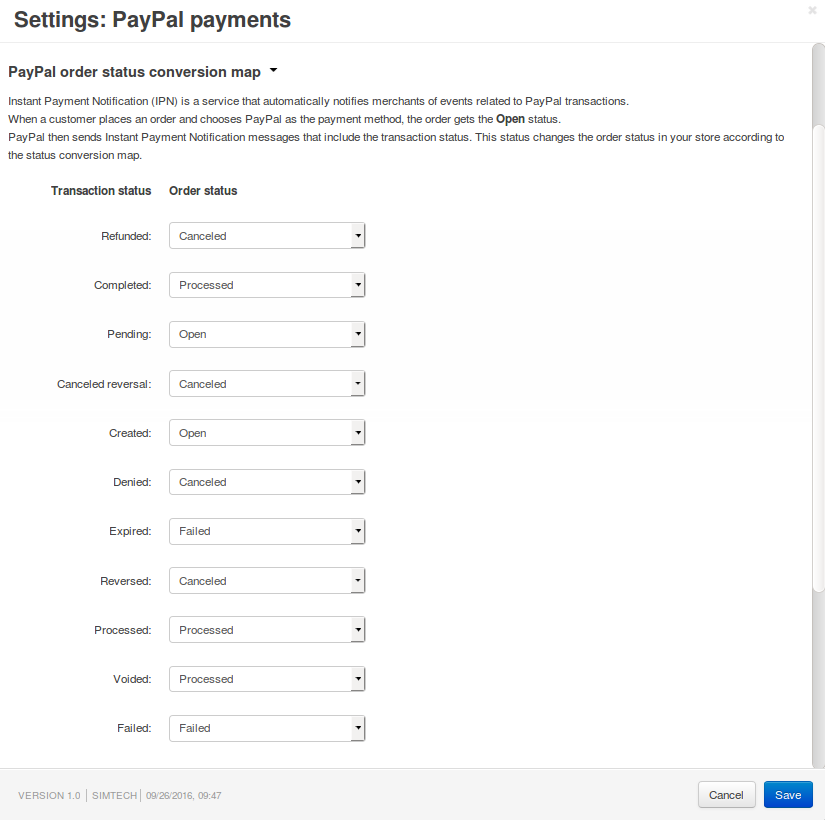 Settings: PayPal payments
PayPal order status conversion map
Instant Payment Notification (IPN) is a service that automatically notifies merchants of events related to PayPal transactions.
When a customer places an order and chooses PayPal as the payment method, the order gets the Open status.
PayPal then sends Instant Payment Notification messages that include the transaction status. This status changes the order status in your store according to
the status conversion map.
Transaction status Order status
Refunded: Canceled
Completed: Processed
Pending: Open
Canceled reversal: Canceled
Created: Open
Denied: Canceled
Expired: Failed
Reversed: Canceled
Processed: Processed
Voided: Processed
Failed: Failed
VERSION 1.0 | SIMTECH | 09/26/2016, 09:47 Cancel Save